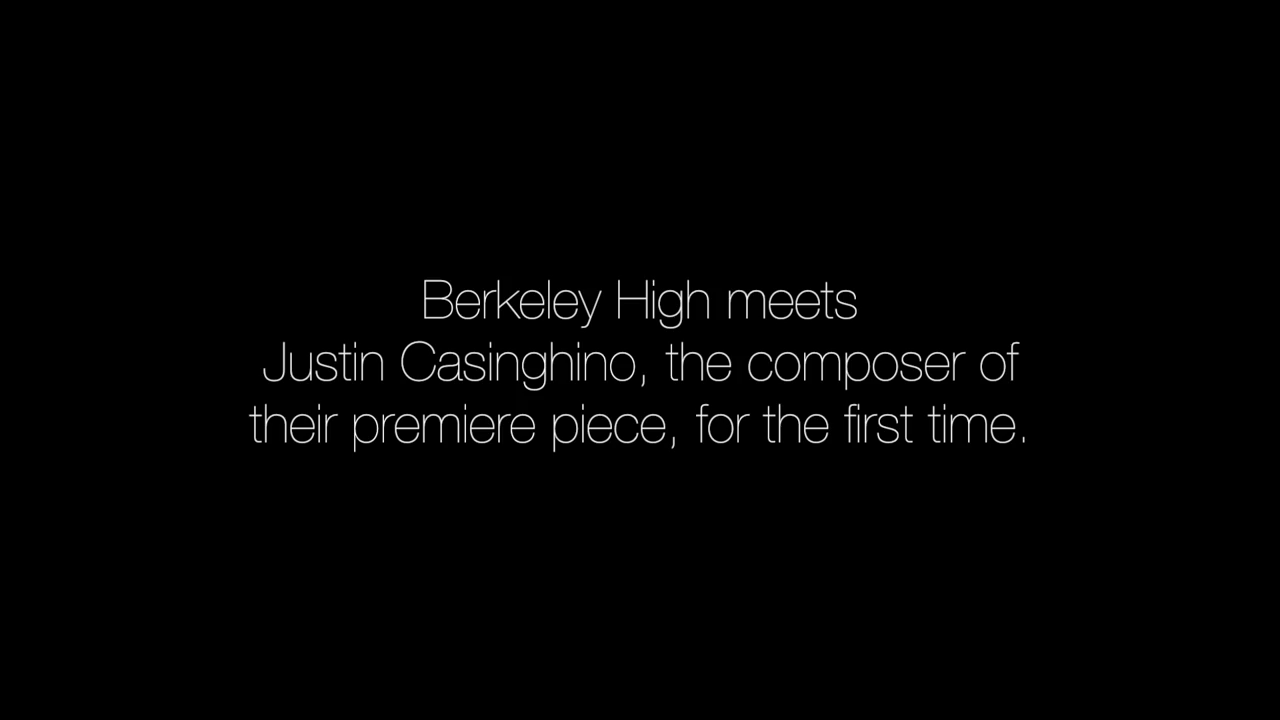 Berkeley High meets
Justin Casinghino, the composer of
their premiere piece, for the first time.